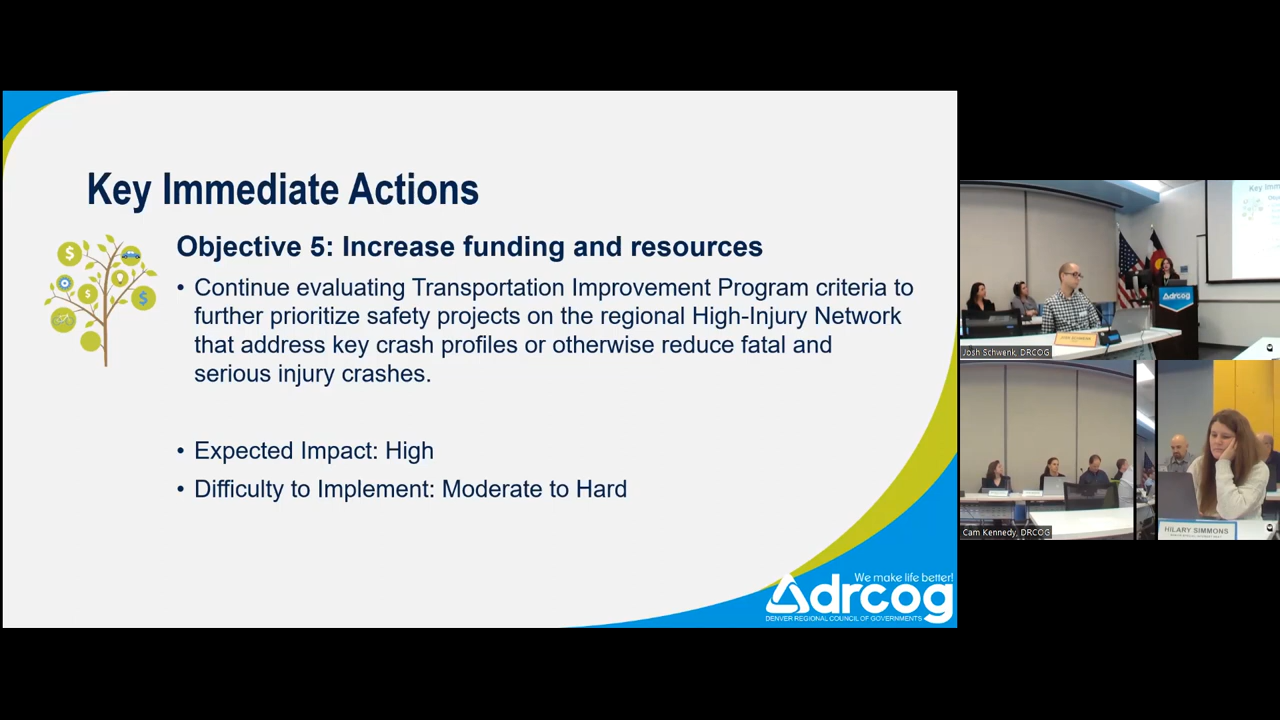 Key Immediate Actions
Objective 5: Increase funding and resources
• Continue evaluating Transportation Improvement Program criteria to
further prioritize safety projects on the regional High-Injury Network
that address key crash profiles or otherwise reduce fatal and
serious injury crashes.
• Expected Impact: High
• Difficulty to Implement: Moderate to Hard
We make life better!
drcog
DENVER REGIONAL COUNCIL OF GOVERNMENTS
Key Imm
drcog
Josh Schwenk, DRCOG
Cam Kennedy, DRCOG
HILARY SIMMONS